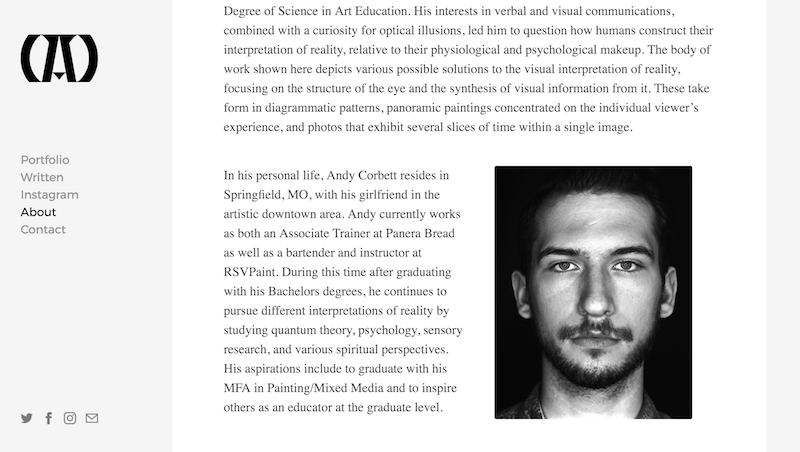 Degree of Science in Art Education. His interests in verbal and visual communications,
combined with a curiosity for optical illusions, led him to question how humans construct their
interpretation of reality, relative to their physiological and psychological makeup. The body of
work shown here depicts various possible solutions to the visual interpretation of reality,
focusing on the structure of the eye and the synthesis of visual information from it. These take
form in diagrammatic patterns, panoramic paintings concentrated on the individual viewer’s
experience, and photos that exhibit several slices of time within a single image.
Portfolio
Written
Instagram
About
Contact
In his personal life, Andy Corbett resides in
Springfield, MO, with his girlfriend in the
artistic downtown area. Andy currently works
as both an Associate Trainer at Panera Bread
as well as a bartender and instructor at
RSVPaint. During this time after graduating
with his Bachelors degrees, he continues to
pursue different interpretations of reality by
studying quantum theory, psychology, sensory
research, and various spiritual perspectives.
His aspirations include to graduate with his
MFA in Painting/Mixed Media and to inspire
others as an educator at the graduate level.